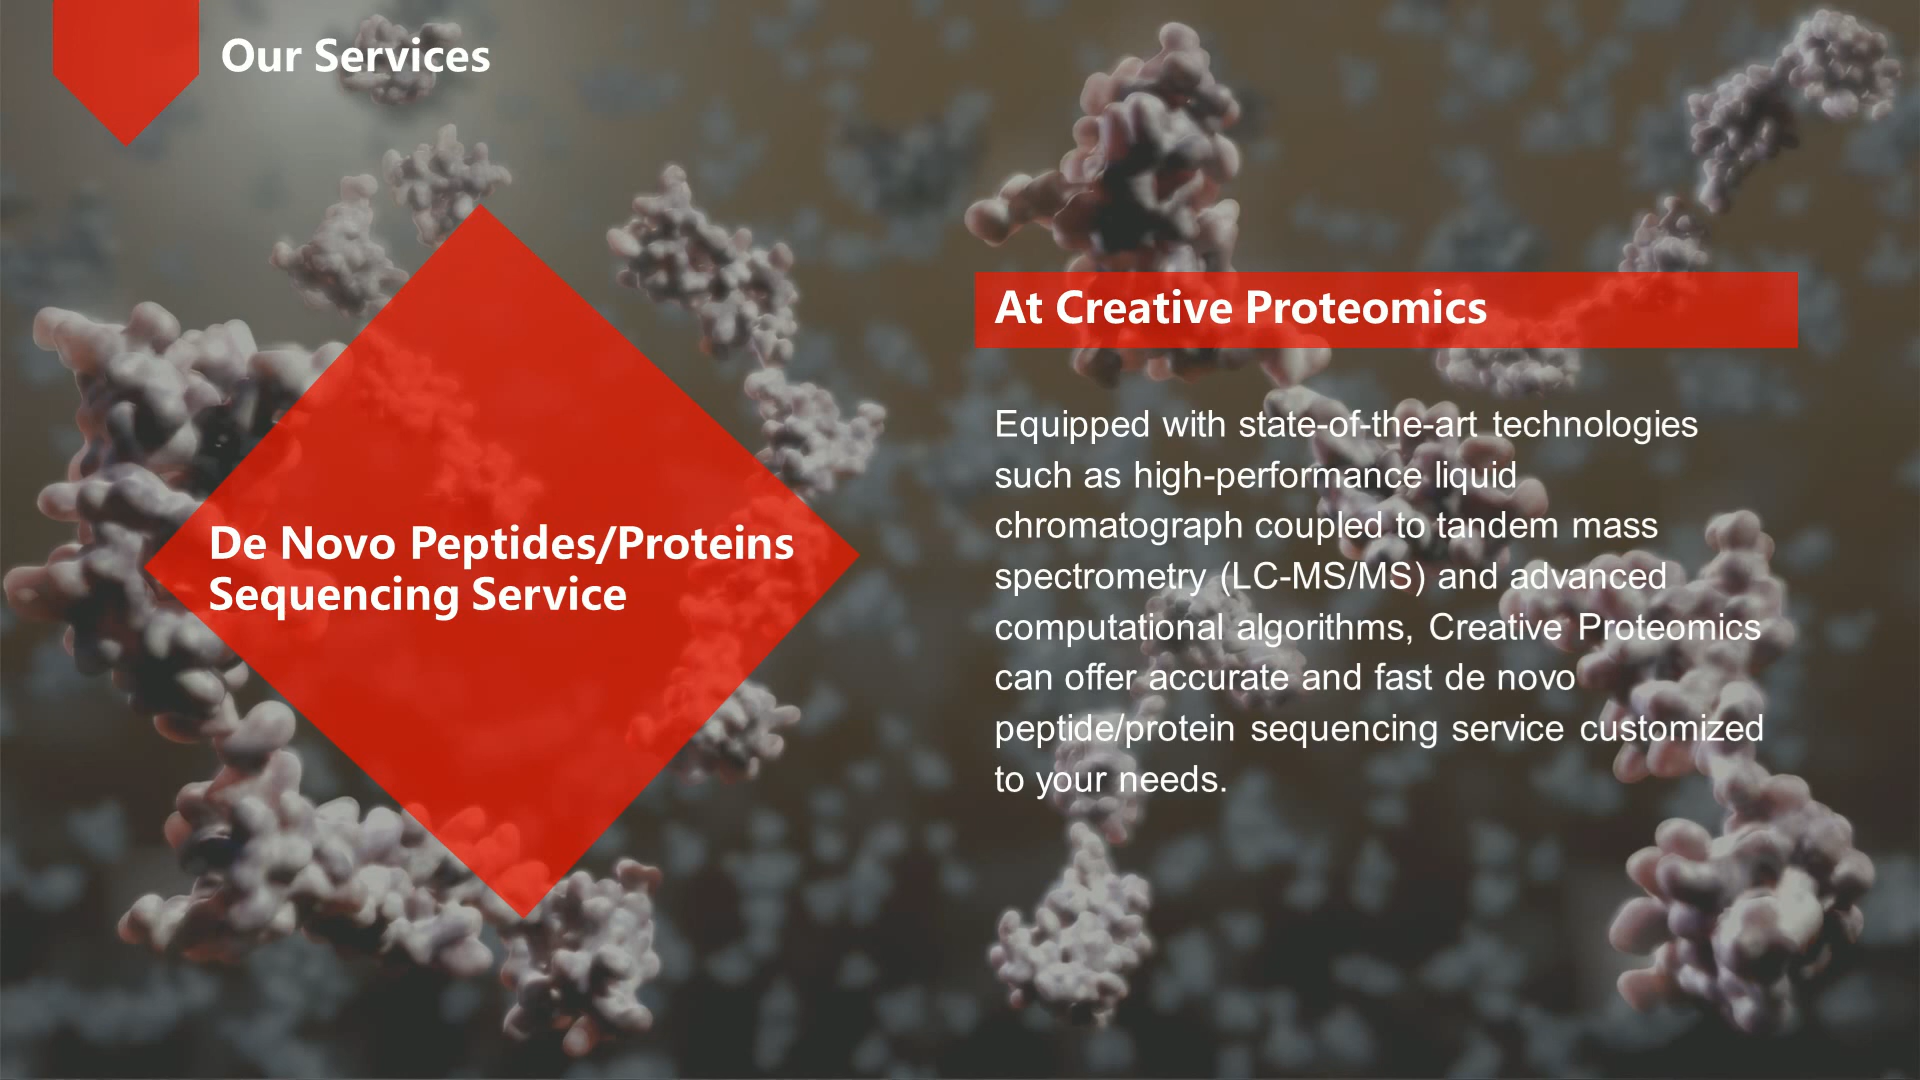 Our Services
De Novo Peptides/Proteins
Sequencing Service
At Creative Proteomics
Equipped with state-of-the-art technologies
such as high-performance liquid
chromatograph coupled to tandem mass
spectrometry (LC-MS/MS) and advanced
computational algorithms, Creative Proteomics
can offer accurate and fast de novo
peptide/protein sequencing service customized
to your needs.